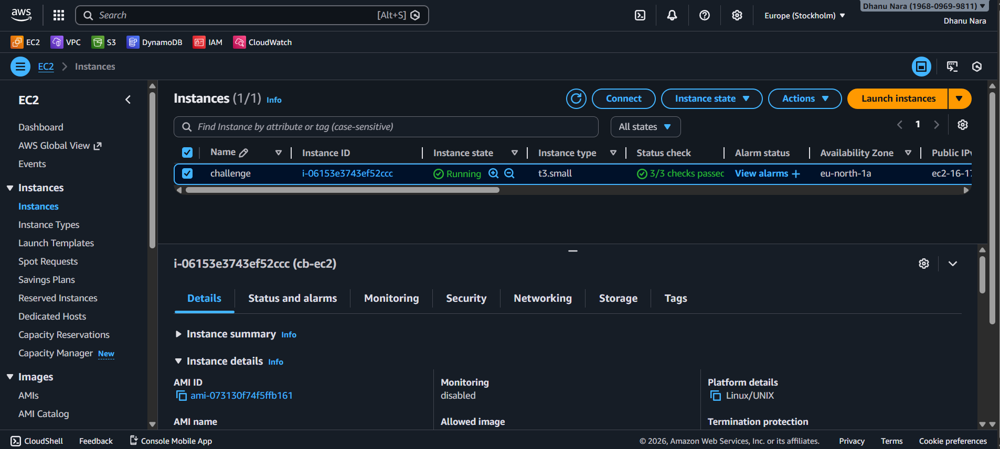 aws
Search
[Alt+S]
Europe (Stockholm)
Dhanu Nara (1968-0969-9811)
Dhanu Nara
EC2
VPC
S3
DynamoDB
IAM
CloudWatch
EC2
Instances
EC2
Dashboard
AWS Global View
Events
Instances
Instances
Instance Types
Launch Templates
Spot Requests
Savings Plans
Reserved Instances
Dedicated Hosts
Capacity Reservations
Capacity Manager New
Images
AMIs
AMI Catalog
Instances (1/1) Info
Connect
Instance state
Actions
Launch instances
Find Instance by attribute or tag (case-sensitive)
All states
1
Name
Instance ID
Instance state
Instance type
Status check
Alarm status
Availability Zone
Public IPv
challenge
i-06153e3743ef52ccc
Running
t3.small
3/3 checks passec
View alarms +
eu-north-1a
ec2-16-17
i-06153e3743ef52ccc (cb-ec2)
Details
Status and alarms
Monitoring
Security
Networking
Storage
Tags
Instance summary Info
Instance details Info
AMI ID
ami-073130f74f5ffb161
Monitoring
disabled
Platform details
Linux/UNIX
AMI name
Allowed image
Termination protection
CloudShell
Feedback
Console Mobile App
© 2026, Amazon Web Services, Inc. or its affiliates.
Privacy
Terms
Cookie preferences